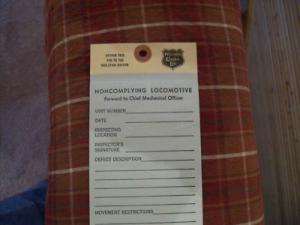 NONCOMPLYING LOCOMOTIVE
Forward to Chief Mechanical Officer
UNIT NUMBER
DATE
INSPECTING
LOCATION
INSPECTOR'S
SIGNATURE
DEFECT DESCRIPTION
MOVEMENT RESTRICTIONS